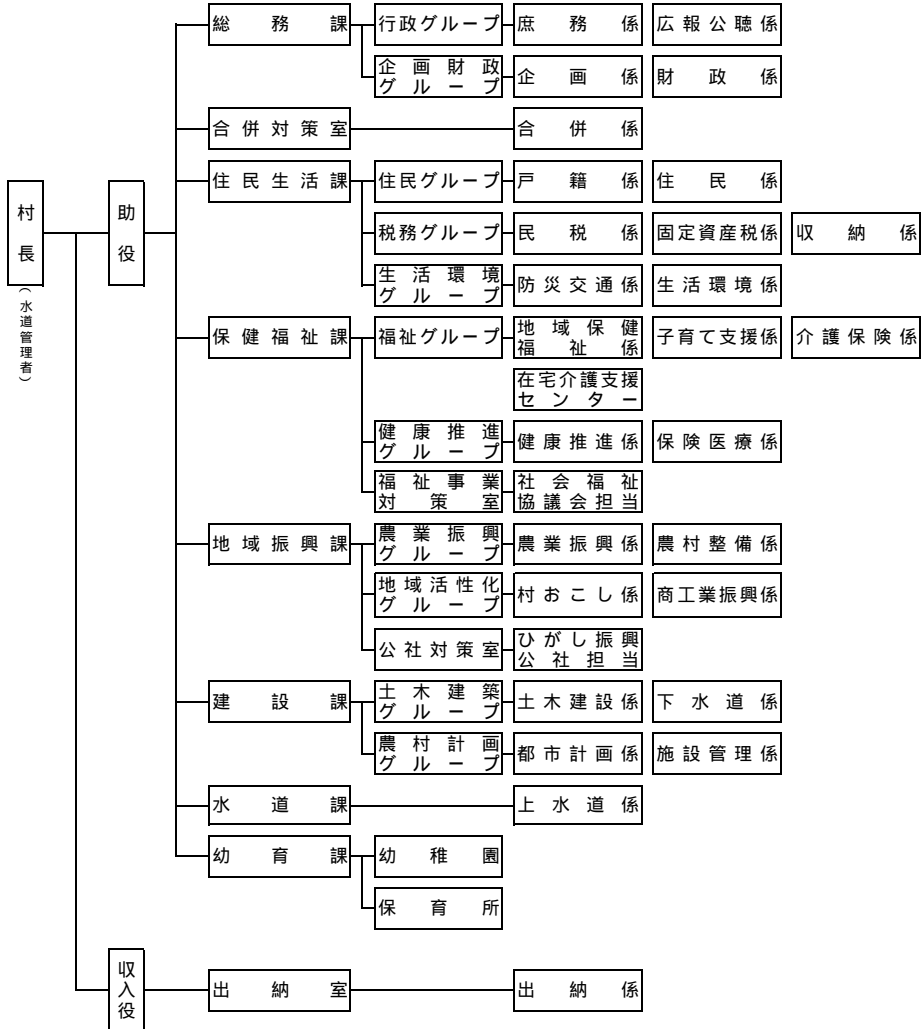 村長
（水道管理者）
助役
総務課
行政グループ
庶務係
広報公聴係
企画財政
グループ
企画係
財政係
合併対策室
合併係
住民生活課
住民グループ
戸籍係
住民係
税務グループ
民税係
固定資産税係
収納係
生活環境
グループ
防災交通係
生活環境係
保健福祉課
福祉グループ
地域保健
福祉係
子育て支援係
介護保険係
在宅介護支援
センター
健康推進
グループ
健康推進係
保険医療係
福祉事業
対策室
社会福祉
協議会担当
地域振興課
農業振興
グループ
農業振興係
農村整備係
地域活性化
グループ
村おこし係
商工業振興係
公社対策室
ひがし振興
公社担当
建設課
土木建築
グループ
土木建設係
下水道係
農村計画
グループ
都市計画係
施設管理係
水道課
上水道係
幼育課
幼稚園
保育所
収入役
出納室
出納係